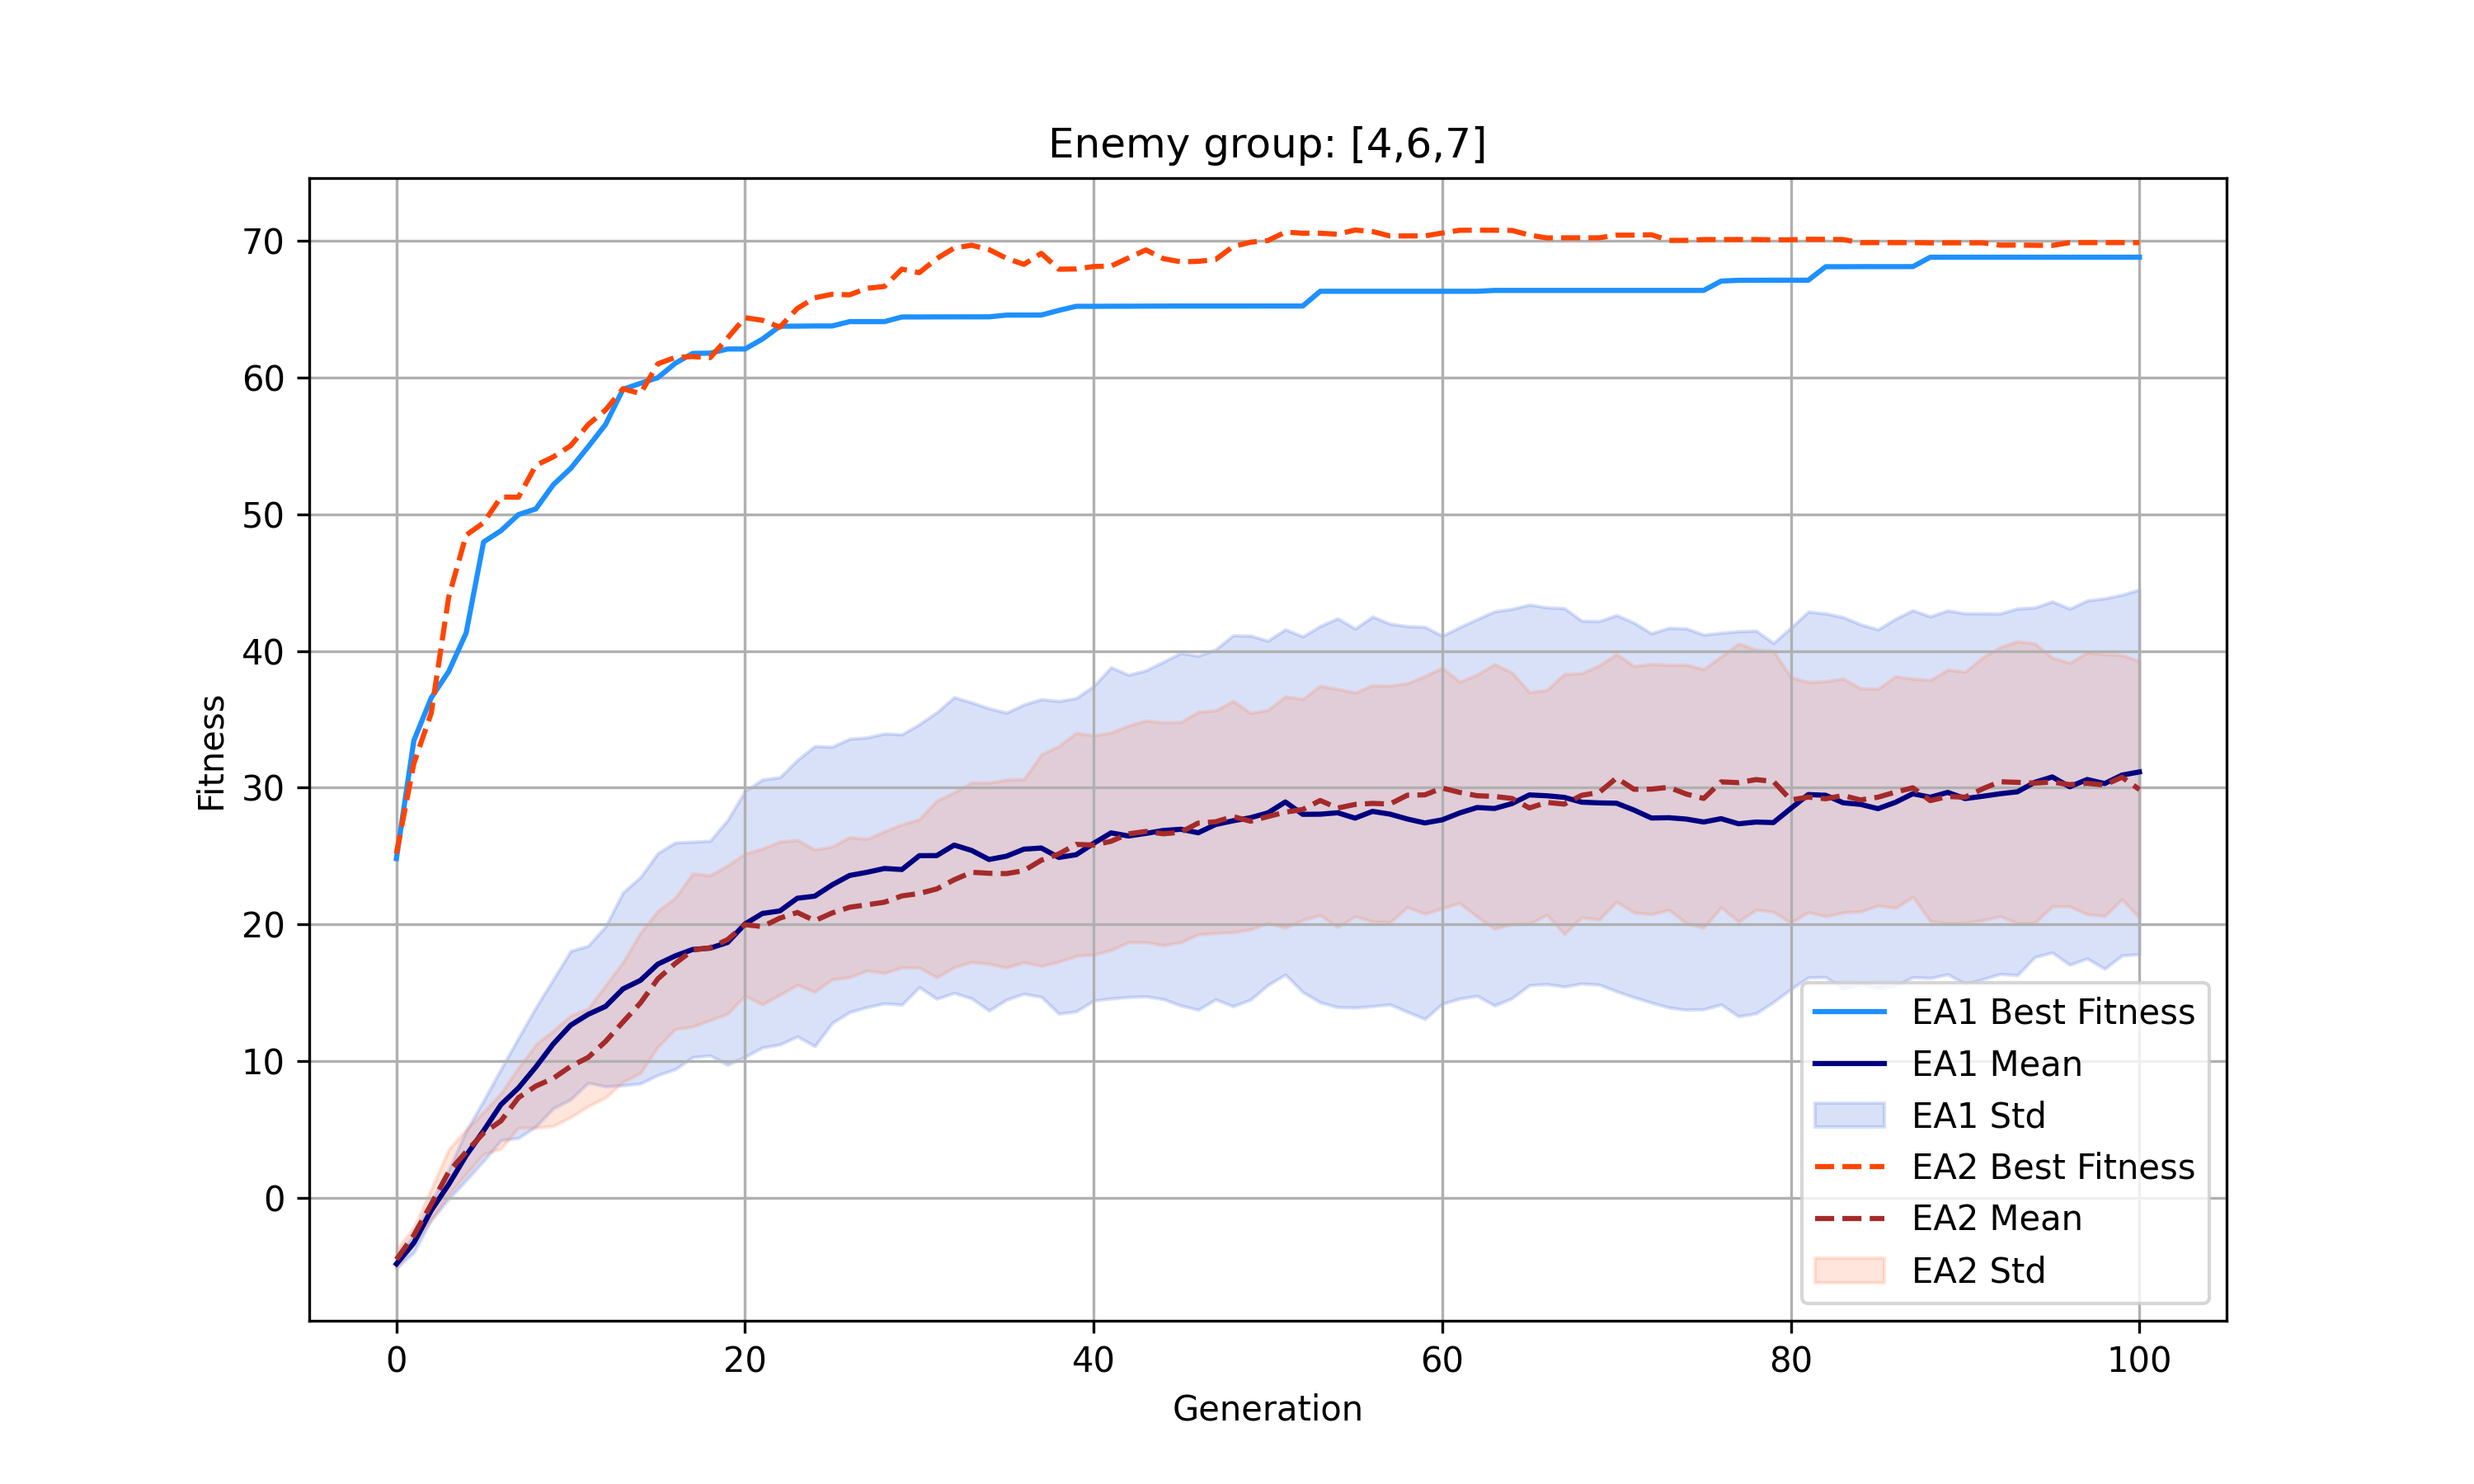 Enemy group: [4,6,7]
Fitness
70
60
50
40
30
20
10
0
0 20 40 60 80 100
Generation
EA1 Best Fitness
EA1 Mean
EA1 Std
EA2 Best Fitness
EA2 Mean
EA2 Std